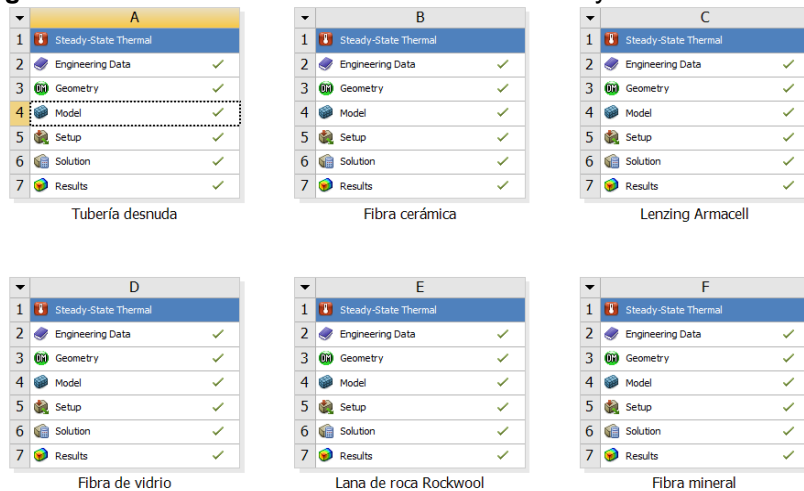 A
1 Steady-State Thermal
2 Engineering Data
3 Geometry
4 Model
5 Setup
6 Solution
7 Results
Tubería desnuda
B
1 Steady-State Thermal
2 Engineering Data
3 Geometry
4 Model
5 Setup
6 Solution
7 Results
Fibra cerámica
C
1 Steady-State Thermal
2 Engineering Data
3 Geometry
4 Model
5 Setup
6 Solution
7 Results
Lenzing Armacell
D
1 Steady-State Thermal
2 Engineering Data
3 Geometry
4 Model
5 Setup
6 Solution
7 Results
Fibra de vidrio
E
1 Steady-State Thermal
2 Engineering Data
3 Geometry
4 Model
5 Setup
6 Solution
7 Results
Lana de roca Rockwool
F
1 Steady-State Thermal
2 Engineering Data
3 Geometry
4 Model
5 Setup
6 Solution
7 Results
Fibra mineral